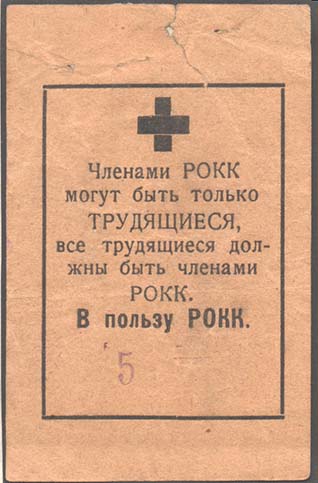 Членами РОКК
могут быть только
ТРУДЯЩИЕСЯ,
все трудящиеся дол-
жны быть членами
РОКК.
В пользу РОКК.
5